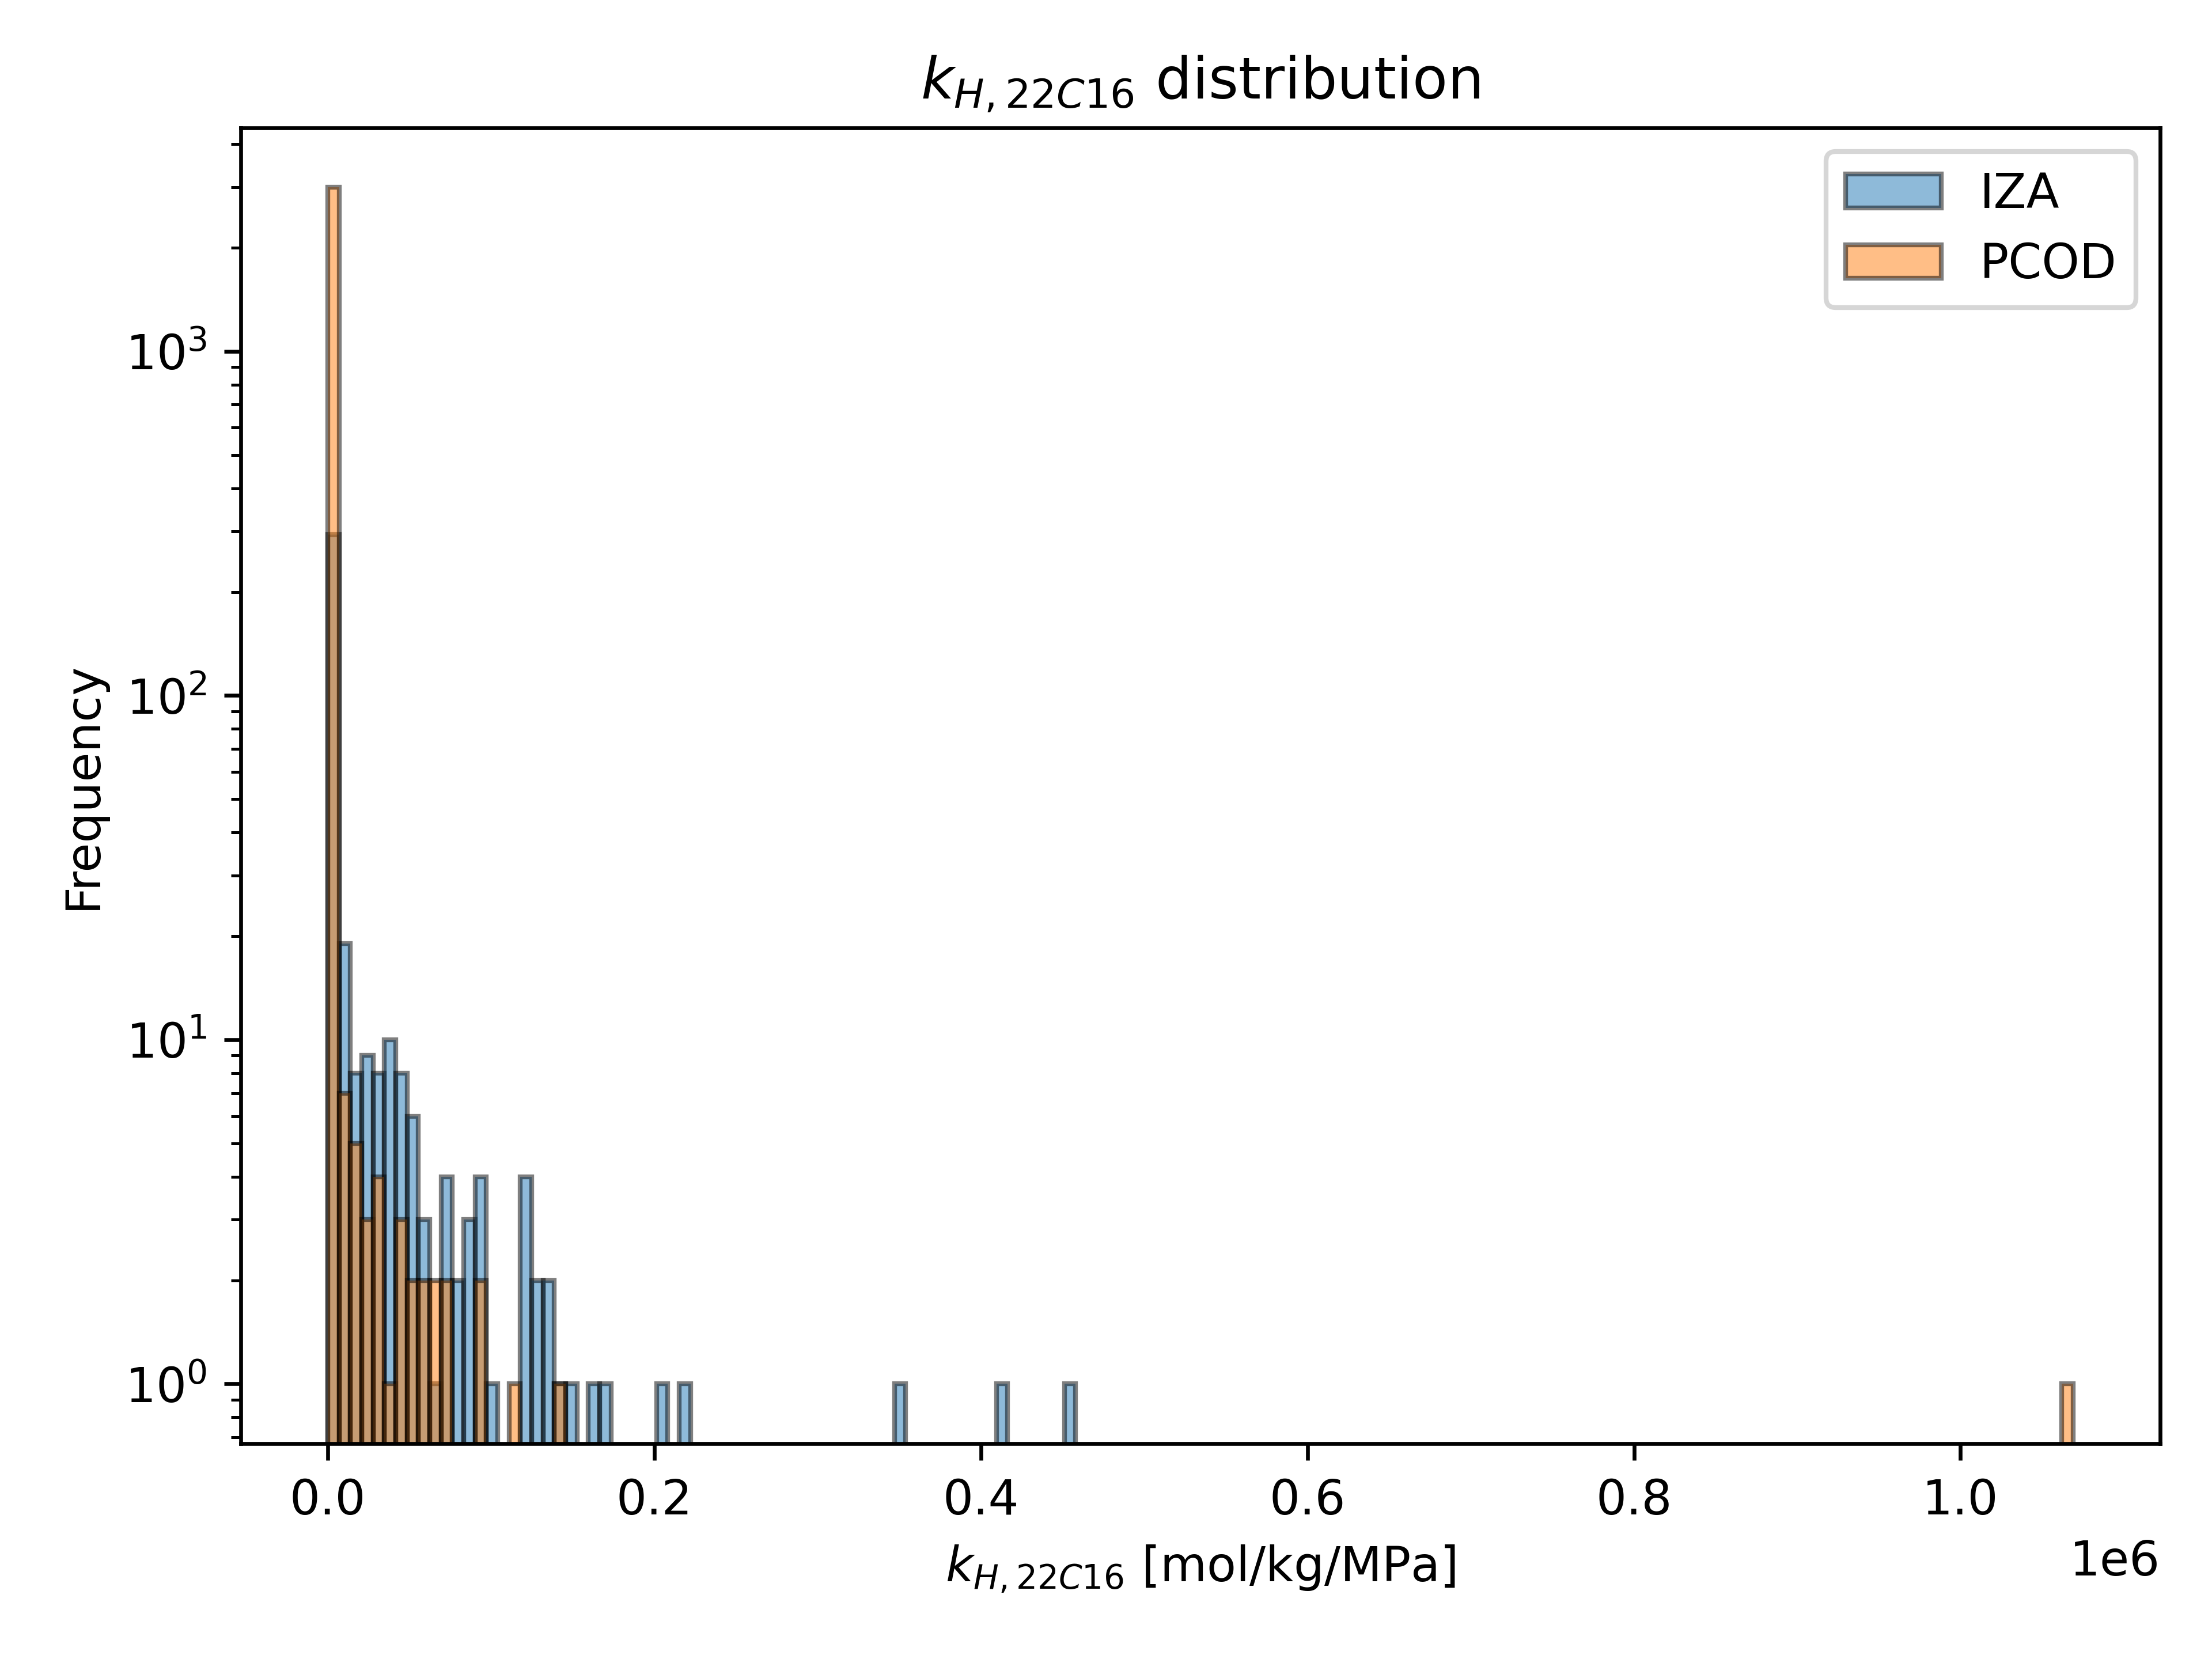 k_{H, 22C16} distribution
IZA
PCOD
Frequency
10^3
10^2
10^1
10^0
0.0 0.2 0.4 0.6 0.8 1.0
1e6
k_{H, 22C16} [mol/kg/MPa]